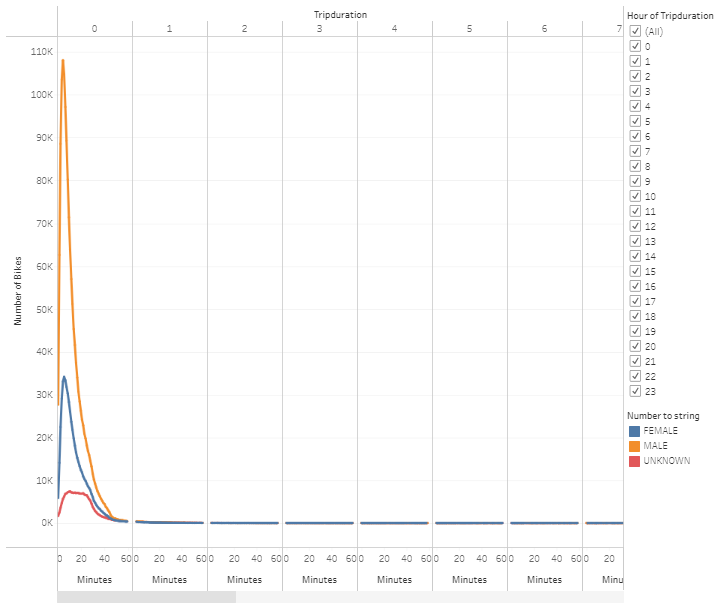 Tripduration
0 1 2 3 4 5 6 7
Number of Bikes
110K
100K
90K
80K
70K
60K
50K
40K
30K
20K
10K
0K
0 20 40 60 0 20 40 60 0 20 40 60 0 20 40 60 0 20 40 60 0 20 40 60 0 20 40 60 0 20
Minutes Minutes Minutes Minutes Minutes Minutes Minutes Minu
Hour of Tripduration
(All)
0
1
2
3
4
5
6
7
8
9
10
11
12
13
14
15
16
17
18
19
20
21
22
23
Number to string
FEMALE
MALE
UNKNOWN